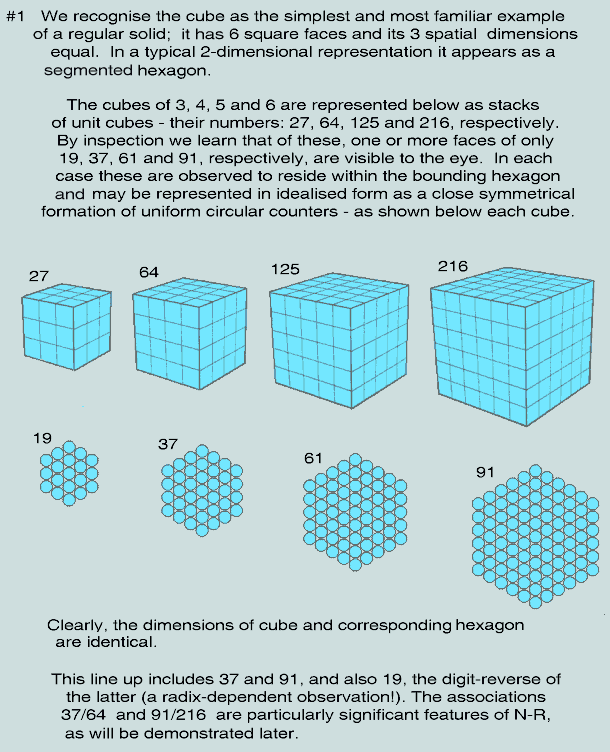 #1 We recognise the cube as the simplest and most familiar example
of a regular solid; it has 6 square faces and its 3 spatial dimensions
equal. In a typical 2-dimensional representation it appears as a
segmented hexagon.
The cubes of 3, 4, 5 and 6 are represented below as stacks
of unit cubes - their numbers: 27, 64, 125 and 216, respectively.
By inspection we learn that of these, one or more faces of only
19, 37, 61 and 91, respectively, are visible to the eye. In each
case these are observed to reside within the bounding hexagon
and may be represented in idealised form as a close symmetrical
formation of uniform circular counters - as shown below each cube.
27
64
125
216
19
37
61
91
Clearly, the dimensions of cube and corresponding hexagon
are identical.
This line up includes 37 and 91, and also 19, the digit-reverse of
the latter (a radix-dependent observation!). The associations
37/64 and 91/216 are particularly significant features of N-R,
as will be demonstrated later.